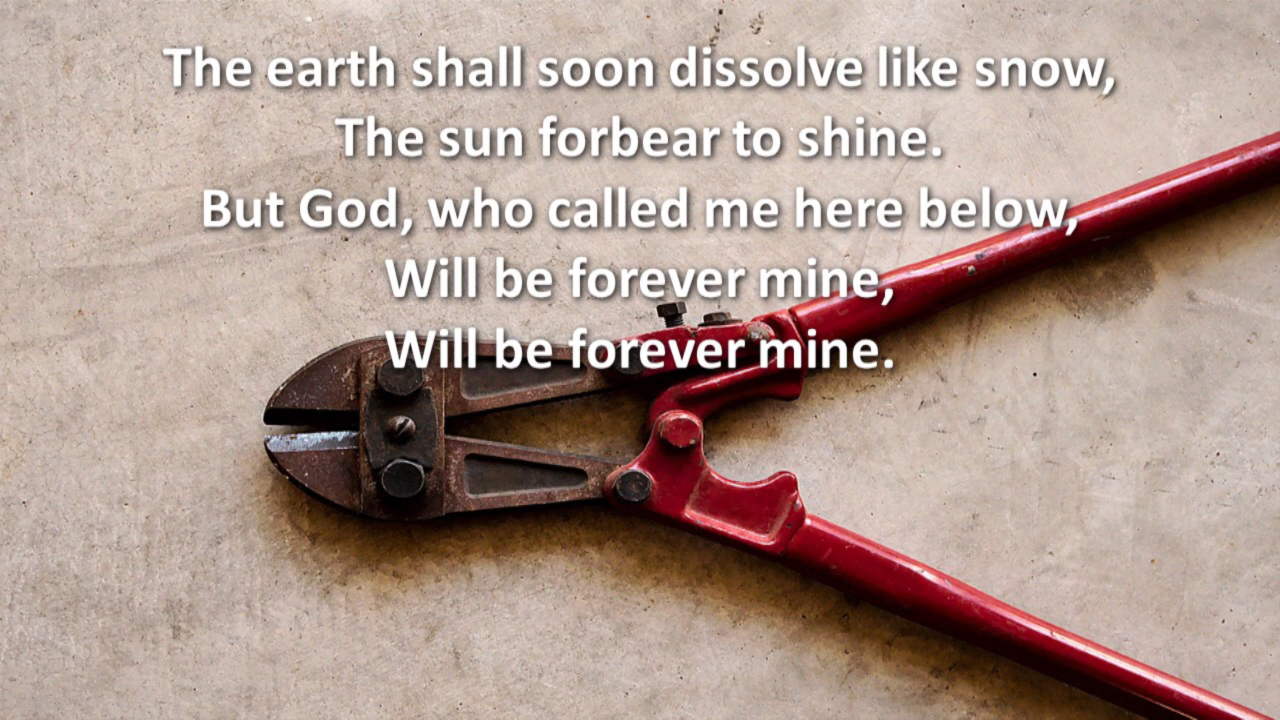 The earth shall soon dissolve like snow,
The sun forbear to shine.
But God, who called me here below,
Will be forever mine,
Will be forever mine.